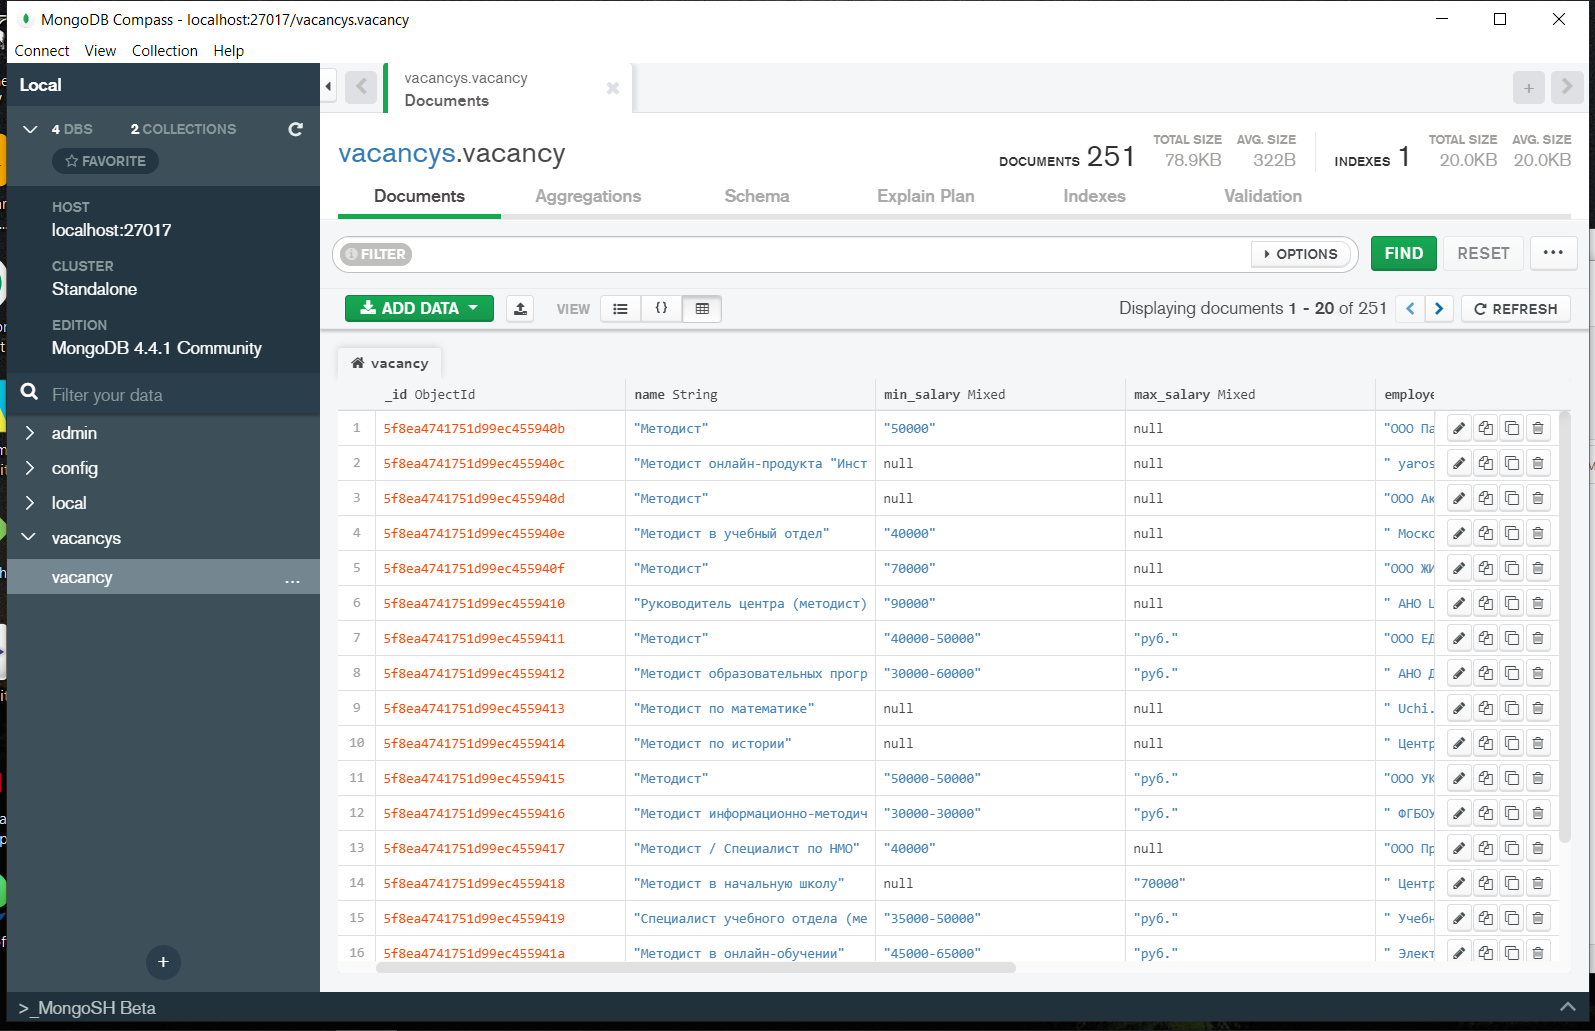 MongoDB Compass - localhost:27017/vacancys.vacancy
Connect View Collection Help
Local
4 DBS 2 COLLECTIONS
FAVORITE
HOST
localhost:27017
CLUSTER
Standalone
EDITION
MongoDB 4.4.1 Community
Filter your data
admin
config
local
vacancys
vacancy ...
>_MongoSH Beta
vacancys.vacancy
Documents
vacancys.vacancy
DOCUMENTS 251 TOTAL SIZE 78.9KB AVG. SIZE 322B INDEXES 1 TOTAL SIZE 20.0KB AVG. SIZE 20.0KB
Documents Aggregations Schema Explain Plan Indexes Validation
FILTER OPTIONS FIND RESET ...
ADD DATA VIEW {} Displaying documents 1 - 20 of 251 REFRESH
vacancy
_id ObjectId name String min_salary Mixed max_salary Mixed employe
1 5f8ea4741751d99ec455940b "Методист" "50000" null "ООО Па
2 5f8ea4741751d99ec455940c "Методист онлайн-продукта "Инст null null " yaros
3 5f8ea4741751d99ec455940d "Методист" null null "ООО Ак
4 5f8ea4741751d99ec455940e "Методист в учебный отдел" "40000" null " Моско
5 5f8ea4741751d99ec455940f "Методист" "70000" null "ООО ЖИ
6 5f8ea4741751d99ec4559410 "Руководитель центра (методист) "90000" null " АНО Ц
7 5f8ea4741751d99ec4559411 "Методист" "40000-50000" "руб." "ООО ЕД
8 5f8ea4741751d99ec4559412 "Методист образовательных прогр "30000-60000" "руб." " АНО Д
9 5f8ea4741751d99ec4559413 "Методист по математике" null null " Uchi.
10 5f8ea4741751d99ec4559414 "Методист по истории" null null " Центр
11 5f8ea4741751d99ec4559415 "Методист" "50000-50000" "руб." "ООО УК
12 5f8ea4741751d99ec4559416 "Методист информационно-методич "30000-30000" "руб." " ФГБОУ
13 5f8ea4741751d99ec4559417 "Методист / Специалист по НМО" "40000" null "ООО Пр
14 5f8ea4741751d99ec4559418 "Методист в начальную школу" null "70000" " Центр
15 5f8ea4741751d99ec4559419 "Специалист учебного отдела (ме "35000-50000" "руб." " Учебн
16 5f8ea4741751d99ec455941a "Методист в онлайн-обучении" "45000-65000" "руб." " Элект